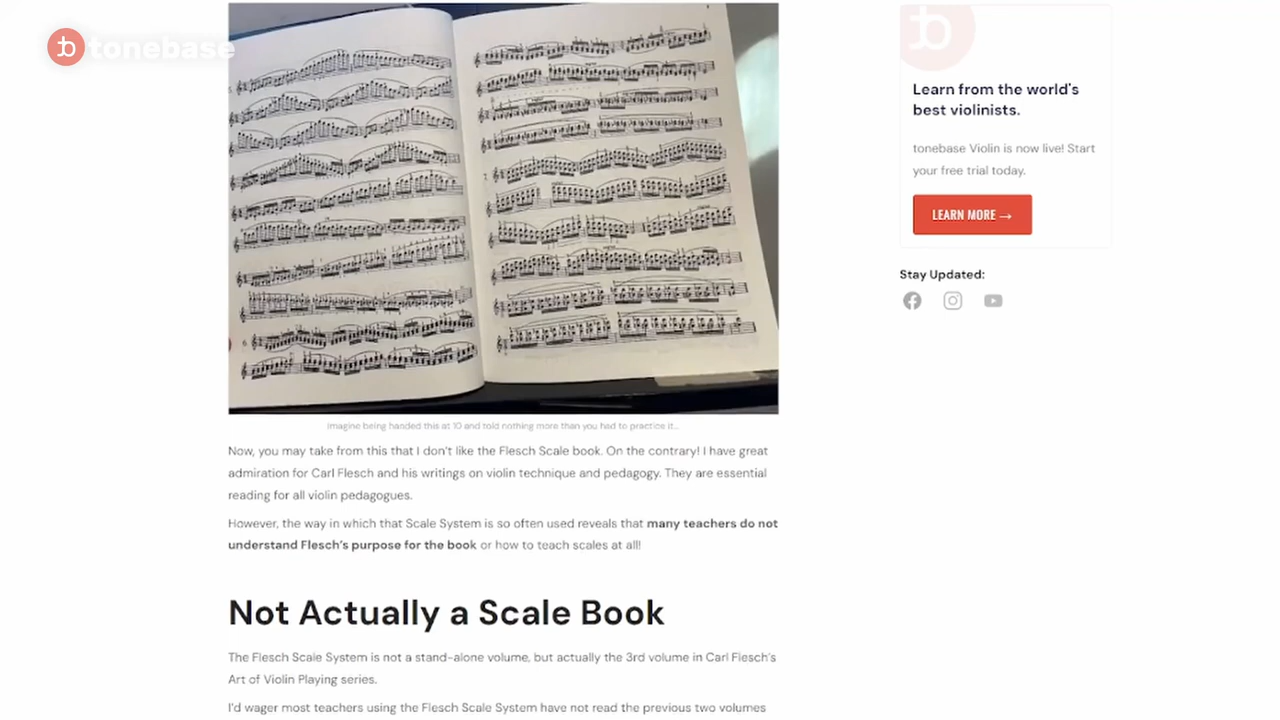 tonebase
Learn from the world's
best violinists.
tonebase Violin is now live! Start
your free trial today.
LEARN MORE →
Stay Updated:
imagine being handed this at 10 and told nothing more than you had to practice it...
Now, you may take from this that I don't like the Flesch Scale book. On the contrary! I have great
admiration for Carl Flesch and his writings on violin technique and pedagogy. They are essential
reading for all violin pedagogues.
However, the way in which that Scale System is so often used reveals that many teachers do not
understand Flesch's purpose for the book or how to teach scales at all!
Not Actually a Scale Book
The Flesch Scale System is not a stand-alone volume, but actually the 3rd volume in Carl Flesch's
Art of Violin Playing series.
I'd wager most teachers using the Flesch Scale System have not read the previous two volumes